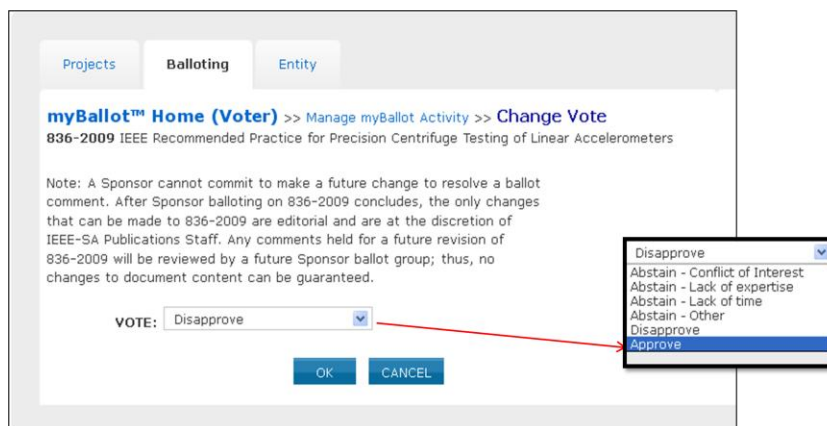 Projects Balloting Entity
myBallot™ Home (Voter) >> Manage myBallot Activity >> Change Vote
836-2009 IEEE Recommended Practice for Precision Centrifuge Testing of Linear Accelerometers
Note: A Sponsor cannot commit to make a future change to resolve a ballot
comment. After Sponsor balloting on 836-2009 concludes, the only changes
that can be made to 836-2009 are editorial and are at the discretion of
IEEE-SA Publications Staff. Any comments held for a future revision of
836-2009 will be reviewed by a future Sponsor ballot group; thus, no
changes to document content can be guaranteed.
VOTE: Disapprove
OK CANCEL
Disapprove
Abstain - Conflict of Interest
Abstain - Lack of expertise
Abstain - Lack of time
Abstain - Other
Disapprove
Approve